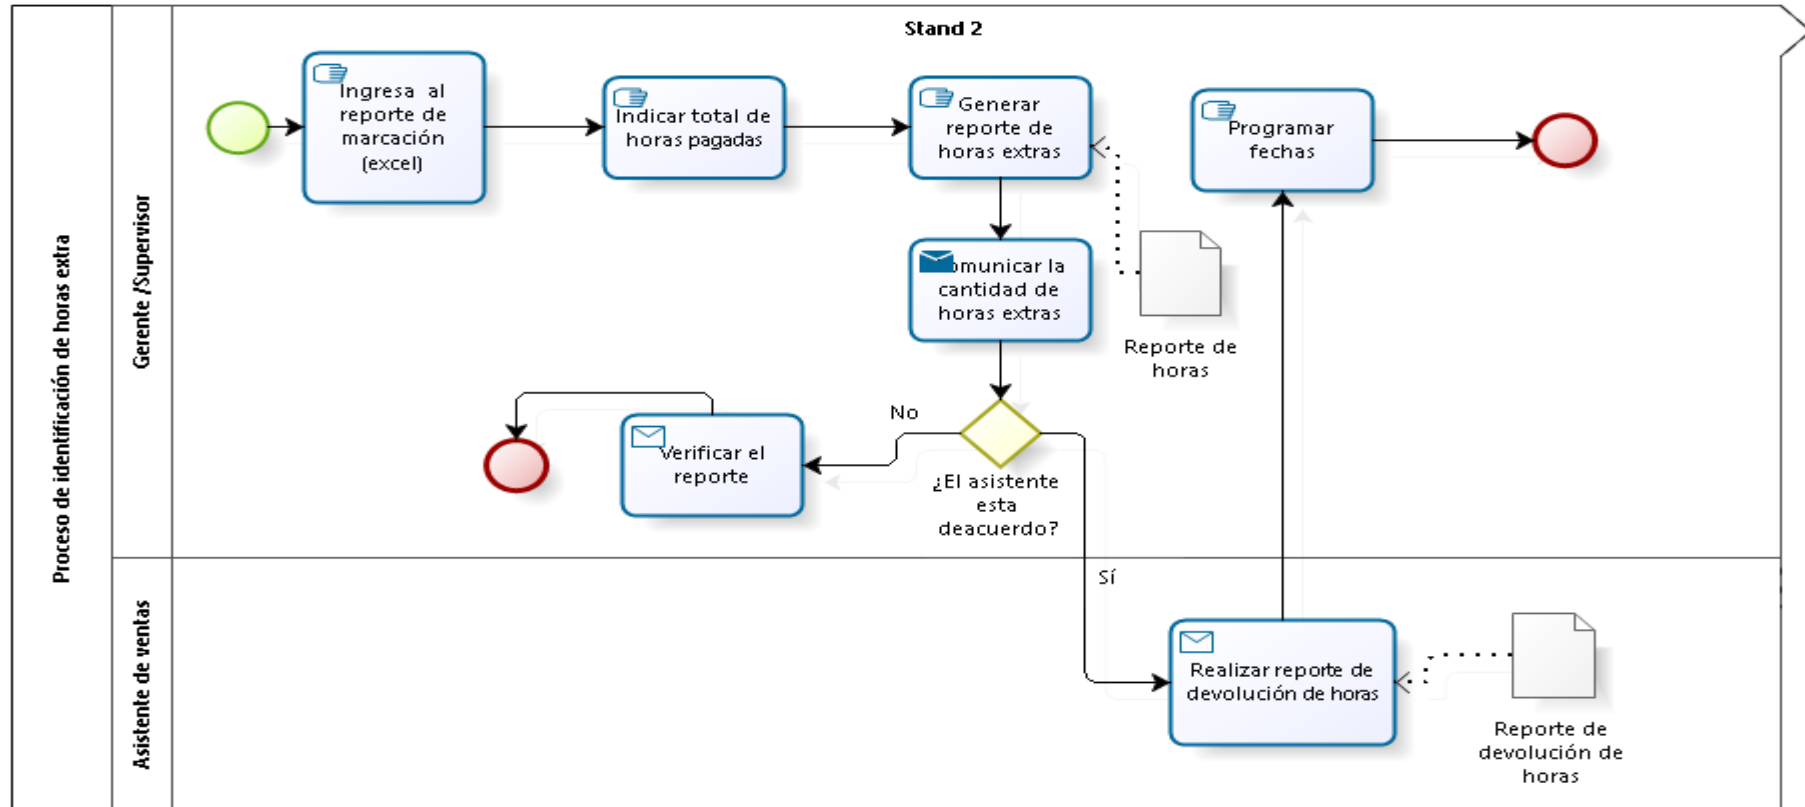 Stand 2
Proceso de identificación de horas extra
Gerente /Supervisor
Ingresa al
reporte de
marcación
(excel)
Indicar total de
horas pagadas
Generar
reporte de
horas extras
Programar
fechas
omunicar la
cantidad de
horas extras
Reporte de
horas
No
Verificar el
reporte
¿El asistente
esta
deacuerdo?
Sí
Asistente de ventas
Realizar reporte de
devolución de horas
Reporte de
devolución de
horas